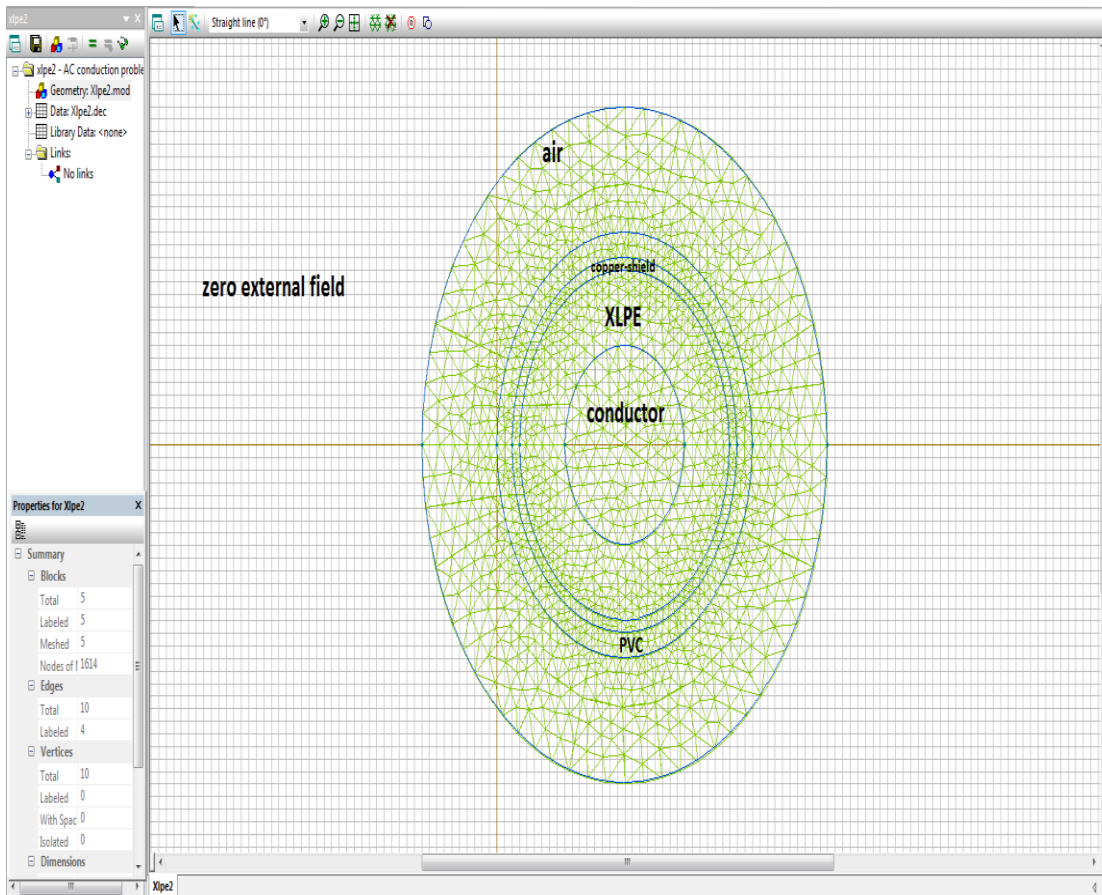 xlpe2
Straight line (0°)
xlpe2 - AC conduction proble
Geometry: Xlpe2.mod
Data: Xlpe2.dec
Library Data: <none>
Links:
No links
air
copper-shield
zero external field
XLPE
conductor
PVC
Properties for Xlpe2
Summary
Blocks
Total 5
Labeled 5
Meshed 5
Nodes of 1614
Edges
Total 10
Labeled 4
Vertices
Total 10
Labeled 0
With Spac 0
Isolated 0
Dimensions
Xlpe2